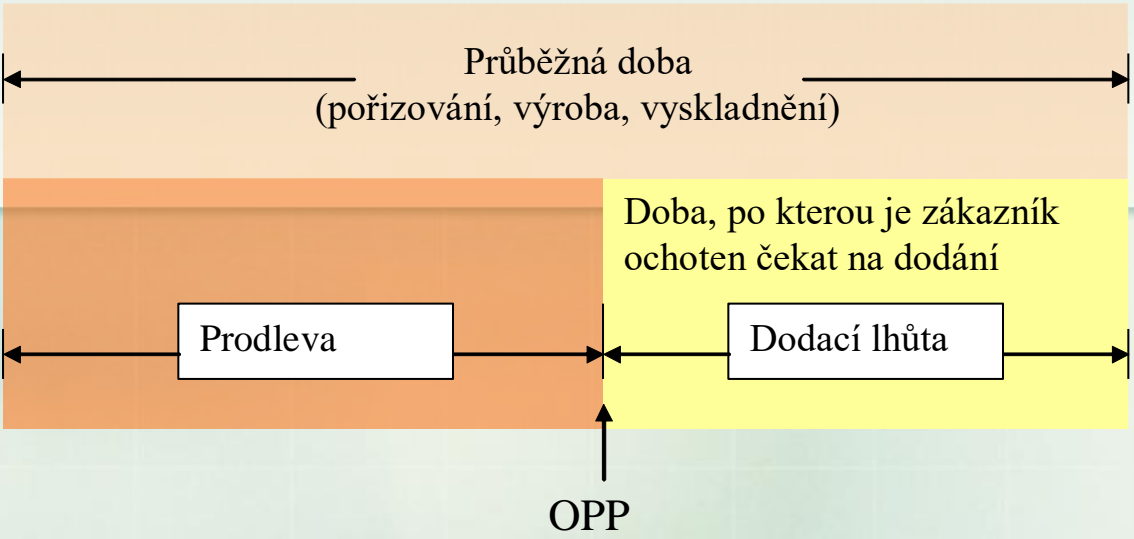 Průběžná doba
(pořizování, výroba, vyskladnění)
Doba, po kterou je zákazník
ochoten čekat na dodání
Prodleva
Dodací lhůta
OPP